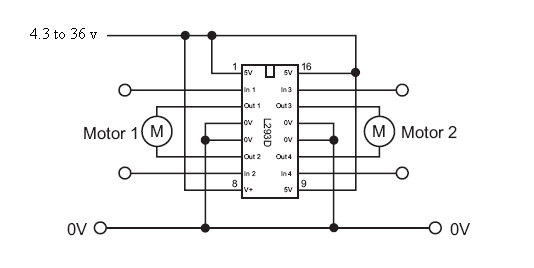 4.3 to 36 v
1 16
5V 5V
In 1 In 3
Out 1 Out 3
0V 0V
Motor 1 M L293D M Motor 2
0V 0V
Out 2 Out 4
In 2 In 4
8 9
V+ 5V
0V 0V